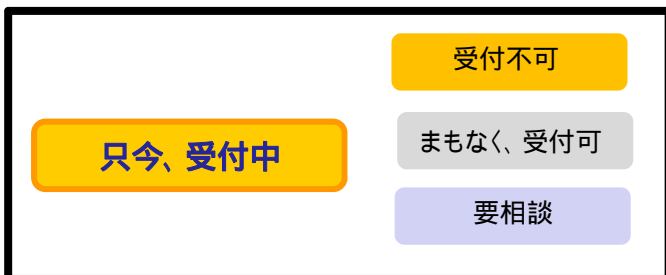 受付不可
只今、受付中
まもなく、受付可
要相談